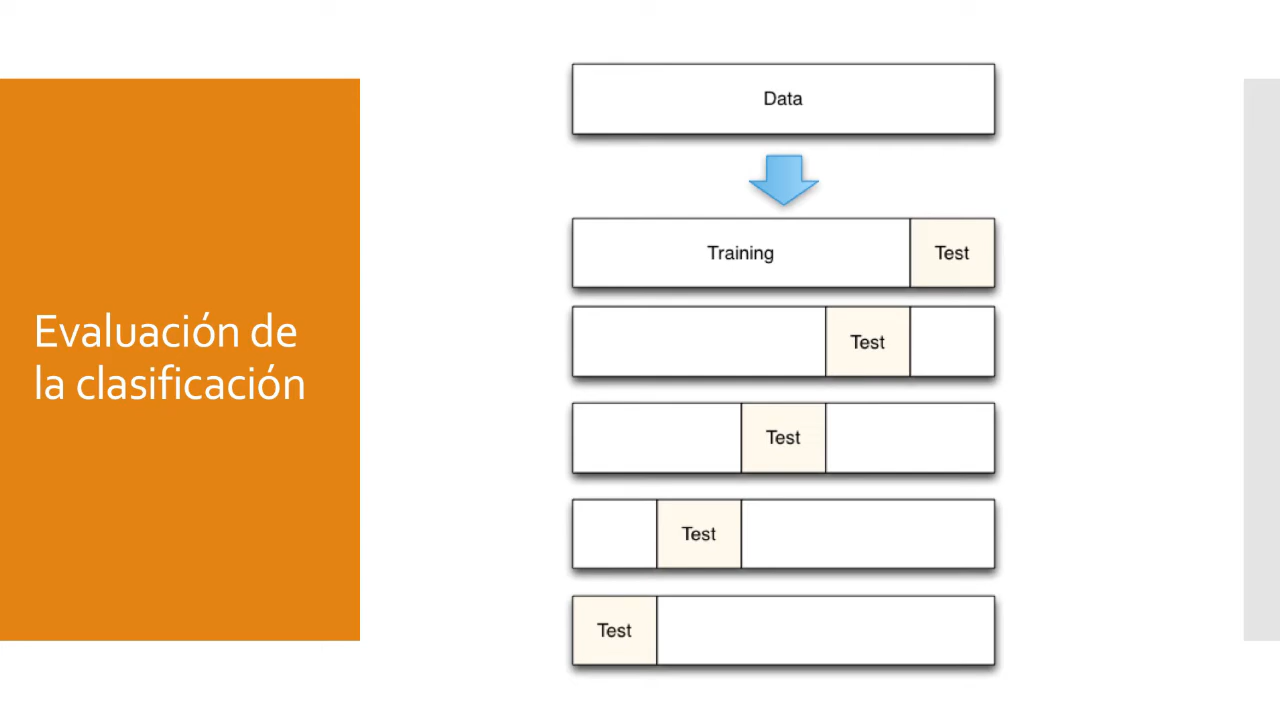 Evaluación de
la clasificación
Data
Training Test
Test
Test
Test
Test